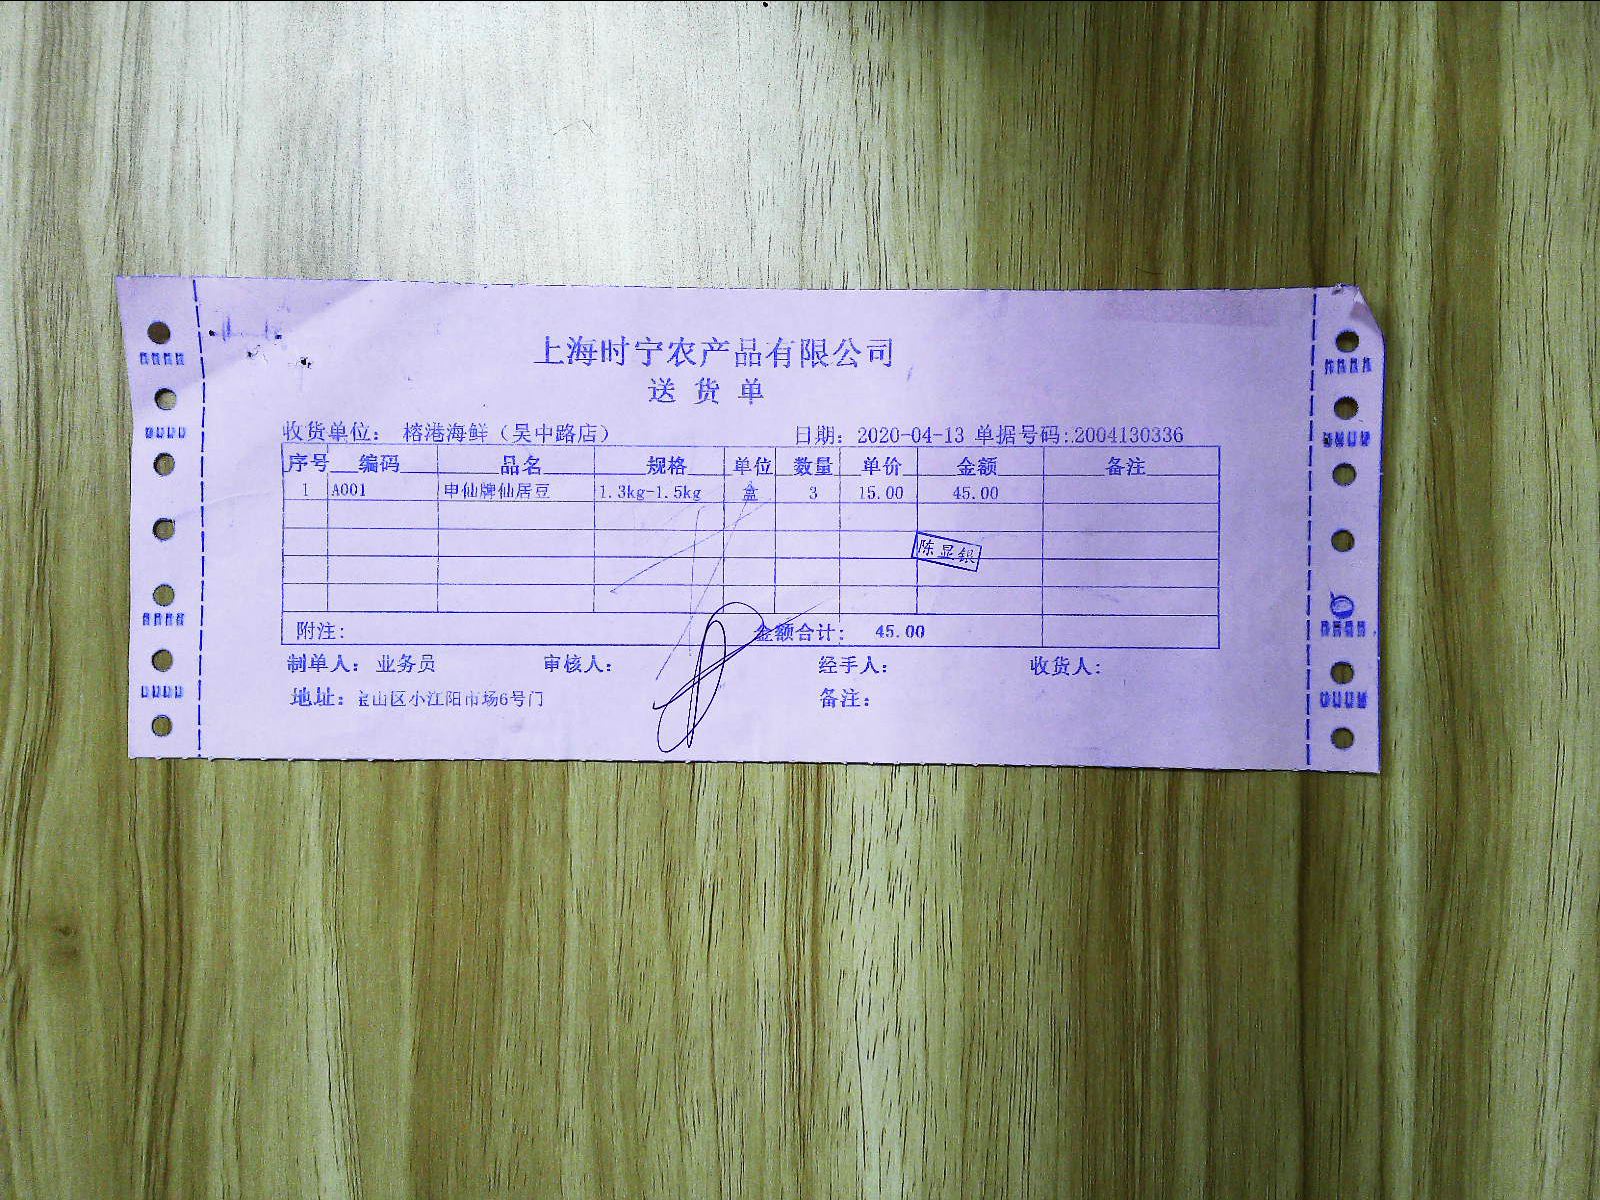 上海时宁农产品有限公司
送货单
收货单位: 榕港海鲜（吴中路店） 日期: 2020-04-13 单据号码:.2004130336
序号 编码 品名 规格 单位 数量 单价 金额 备注
1 A001 申仙牌仙居豆 1.3kg-1.5kg 盒 3 15.00 45.00
陈显银
附注: 金额合计: 45.00
制单人: 业务员 审核人: 经手人: 收货人:
地址: 宝山区小江阳市场6号门 备注: